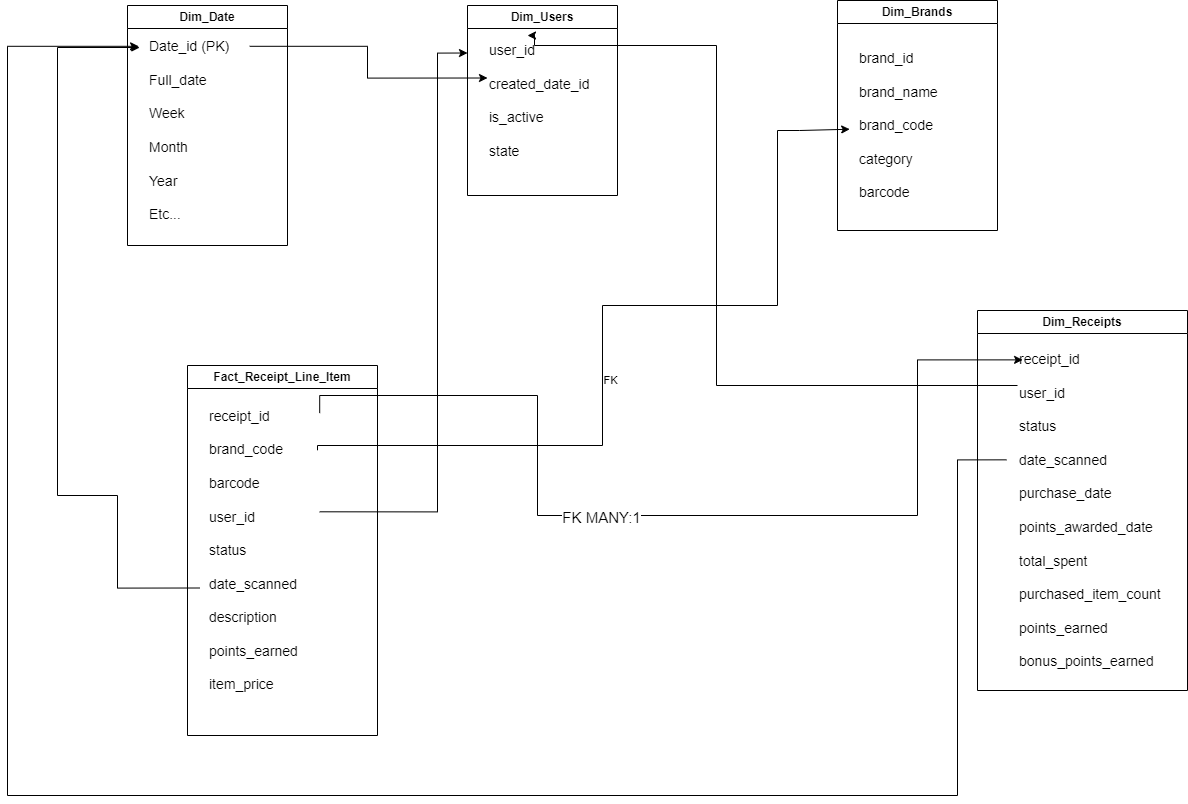 Dim_Date
Date_id (PK)
Full_date
Week
Month
Year
Etc...
Dim_Users
user_id
created_date_id
is_active
state
Dim_Brands
brand_id
brand_name
brand_code
category
barcode
Fact_Receipt_Line_Item
receipt_id
brand_code
barcode
user_id
status
date_scanned
description
points_earned
item_price
FK
FK MANY:1
Dim_Receipts
receipt_id
user_id
status
date_scanned
purchase_date
points_awarded_date
total_spent
purchased_item_count
points_earned
bonus_points_earned